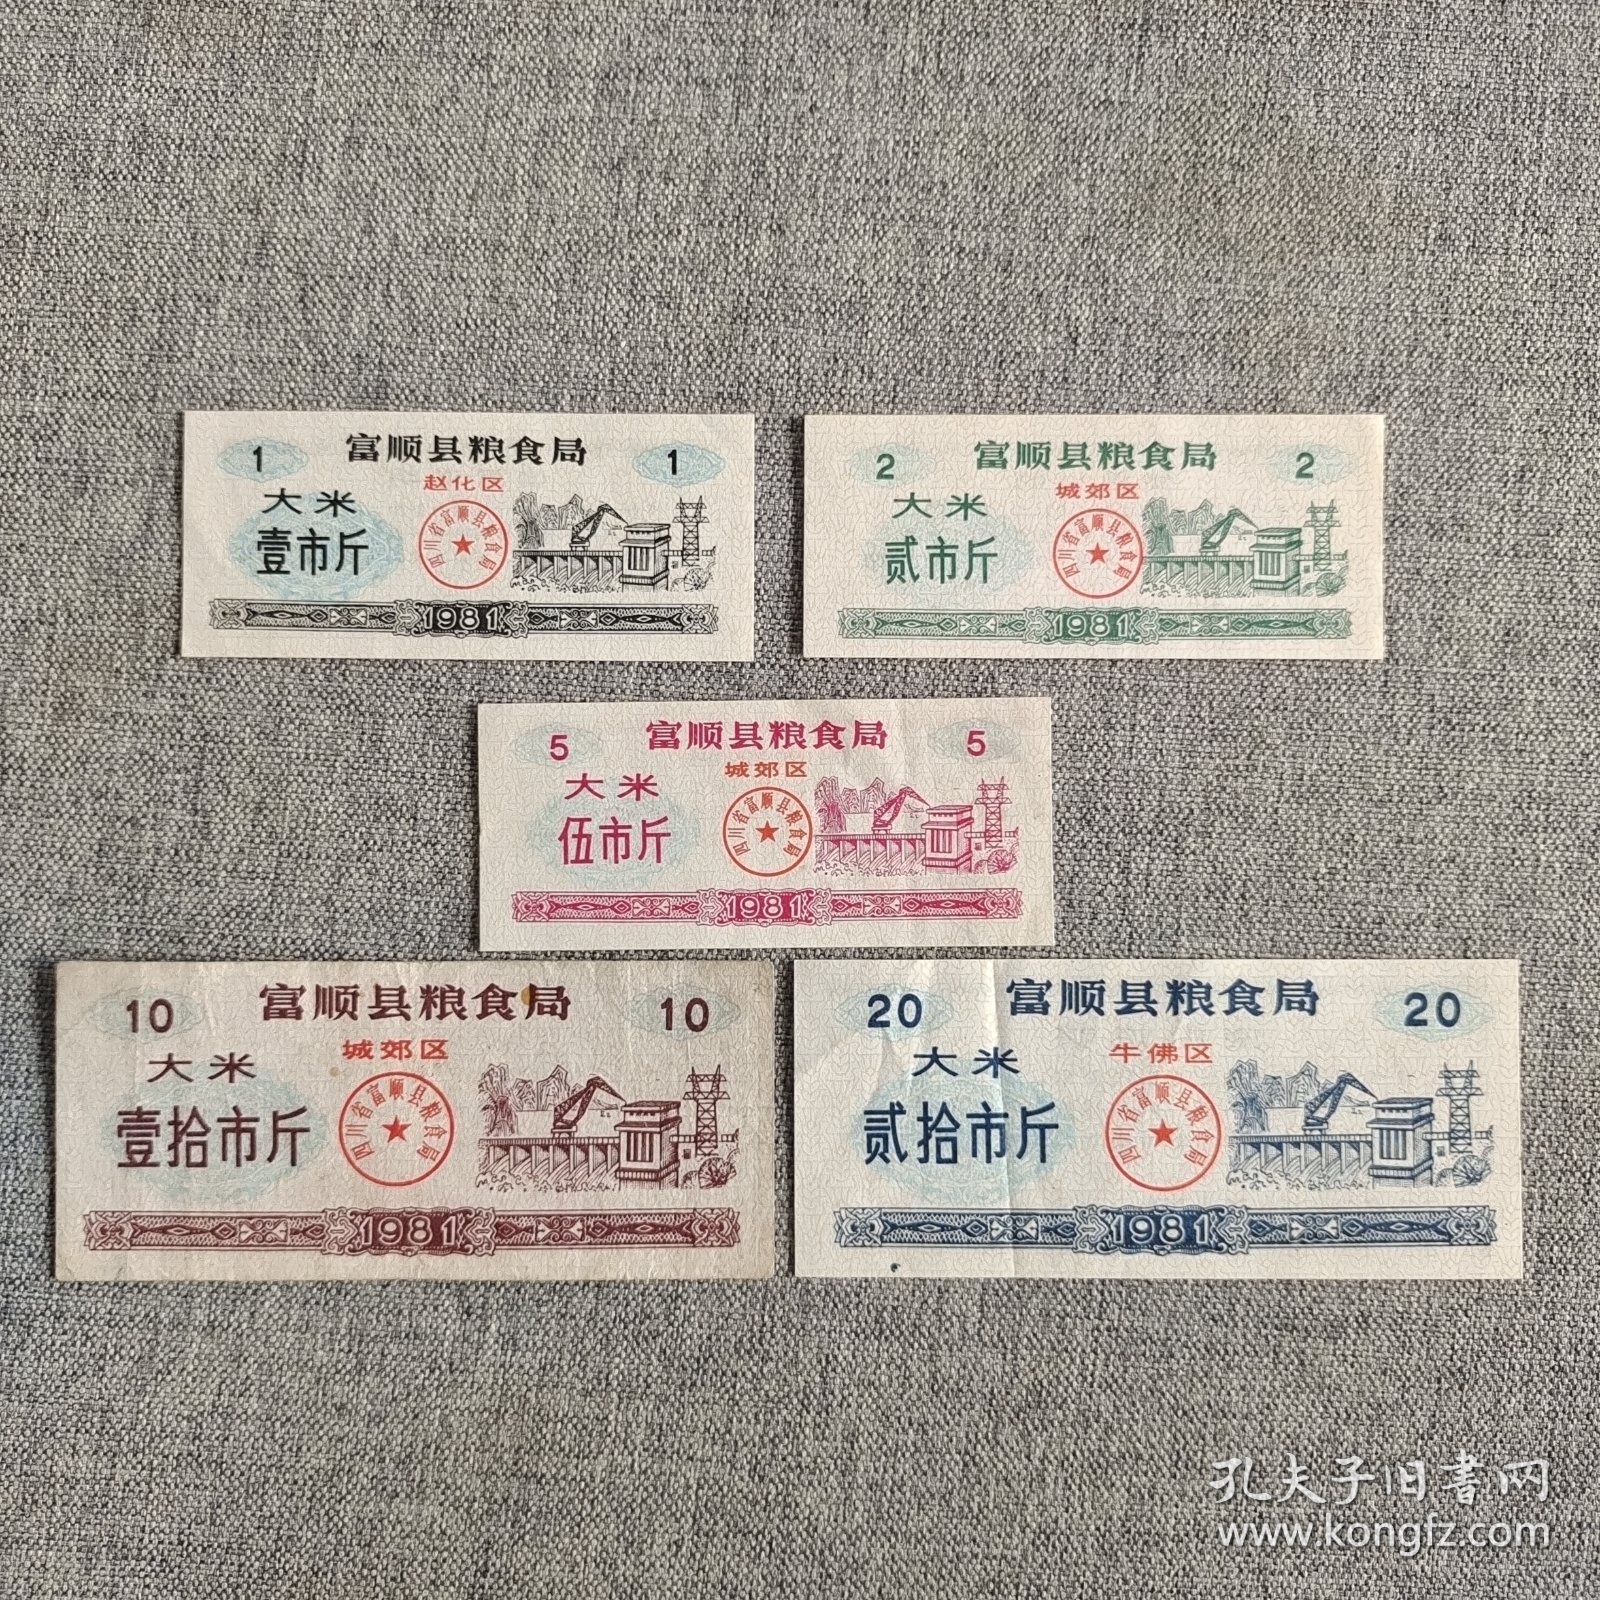 1
富顺县粮食局
1
赵化区
大米
壹市斤
四川省富顺县粮食局
1981
2
富顺县粮食局
2
城郊区
大米
贰市斤
四川省富顺县粮食局
1981
5
富顺县粮食局
5
城郊区
大米
伍市斤
四川省富顺县粮食局
1981
10
富顺县粮食局
10
城郊区
大米
壹拾市斤
四川省富顺县粮食局
1981
20
富顺县粮食局
20
牛佛区
大米
贰拾市斤
四川省富顺县粮食局
1981
孔夫子旧书网
www.kongfz.com